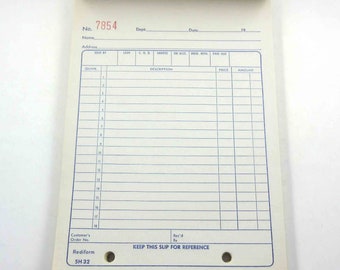 No. 7854 Dept. Date 19
Name
Address
SOLD BY CASH C. O. D. CHARGE ON ACCT. MDSE. RETD. PAID OUT
QUAN. DESCRIPTION PRICE AMOUNT
1
2
3
4
5
6
7
8
9
10
11
12
13
14
15
16
17
18
Customer's Order No. Rec'd By
KEEP THIS SLIP FOR REFERENCE
Rediform
5H 32